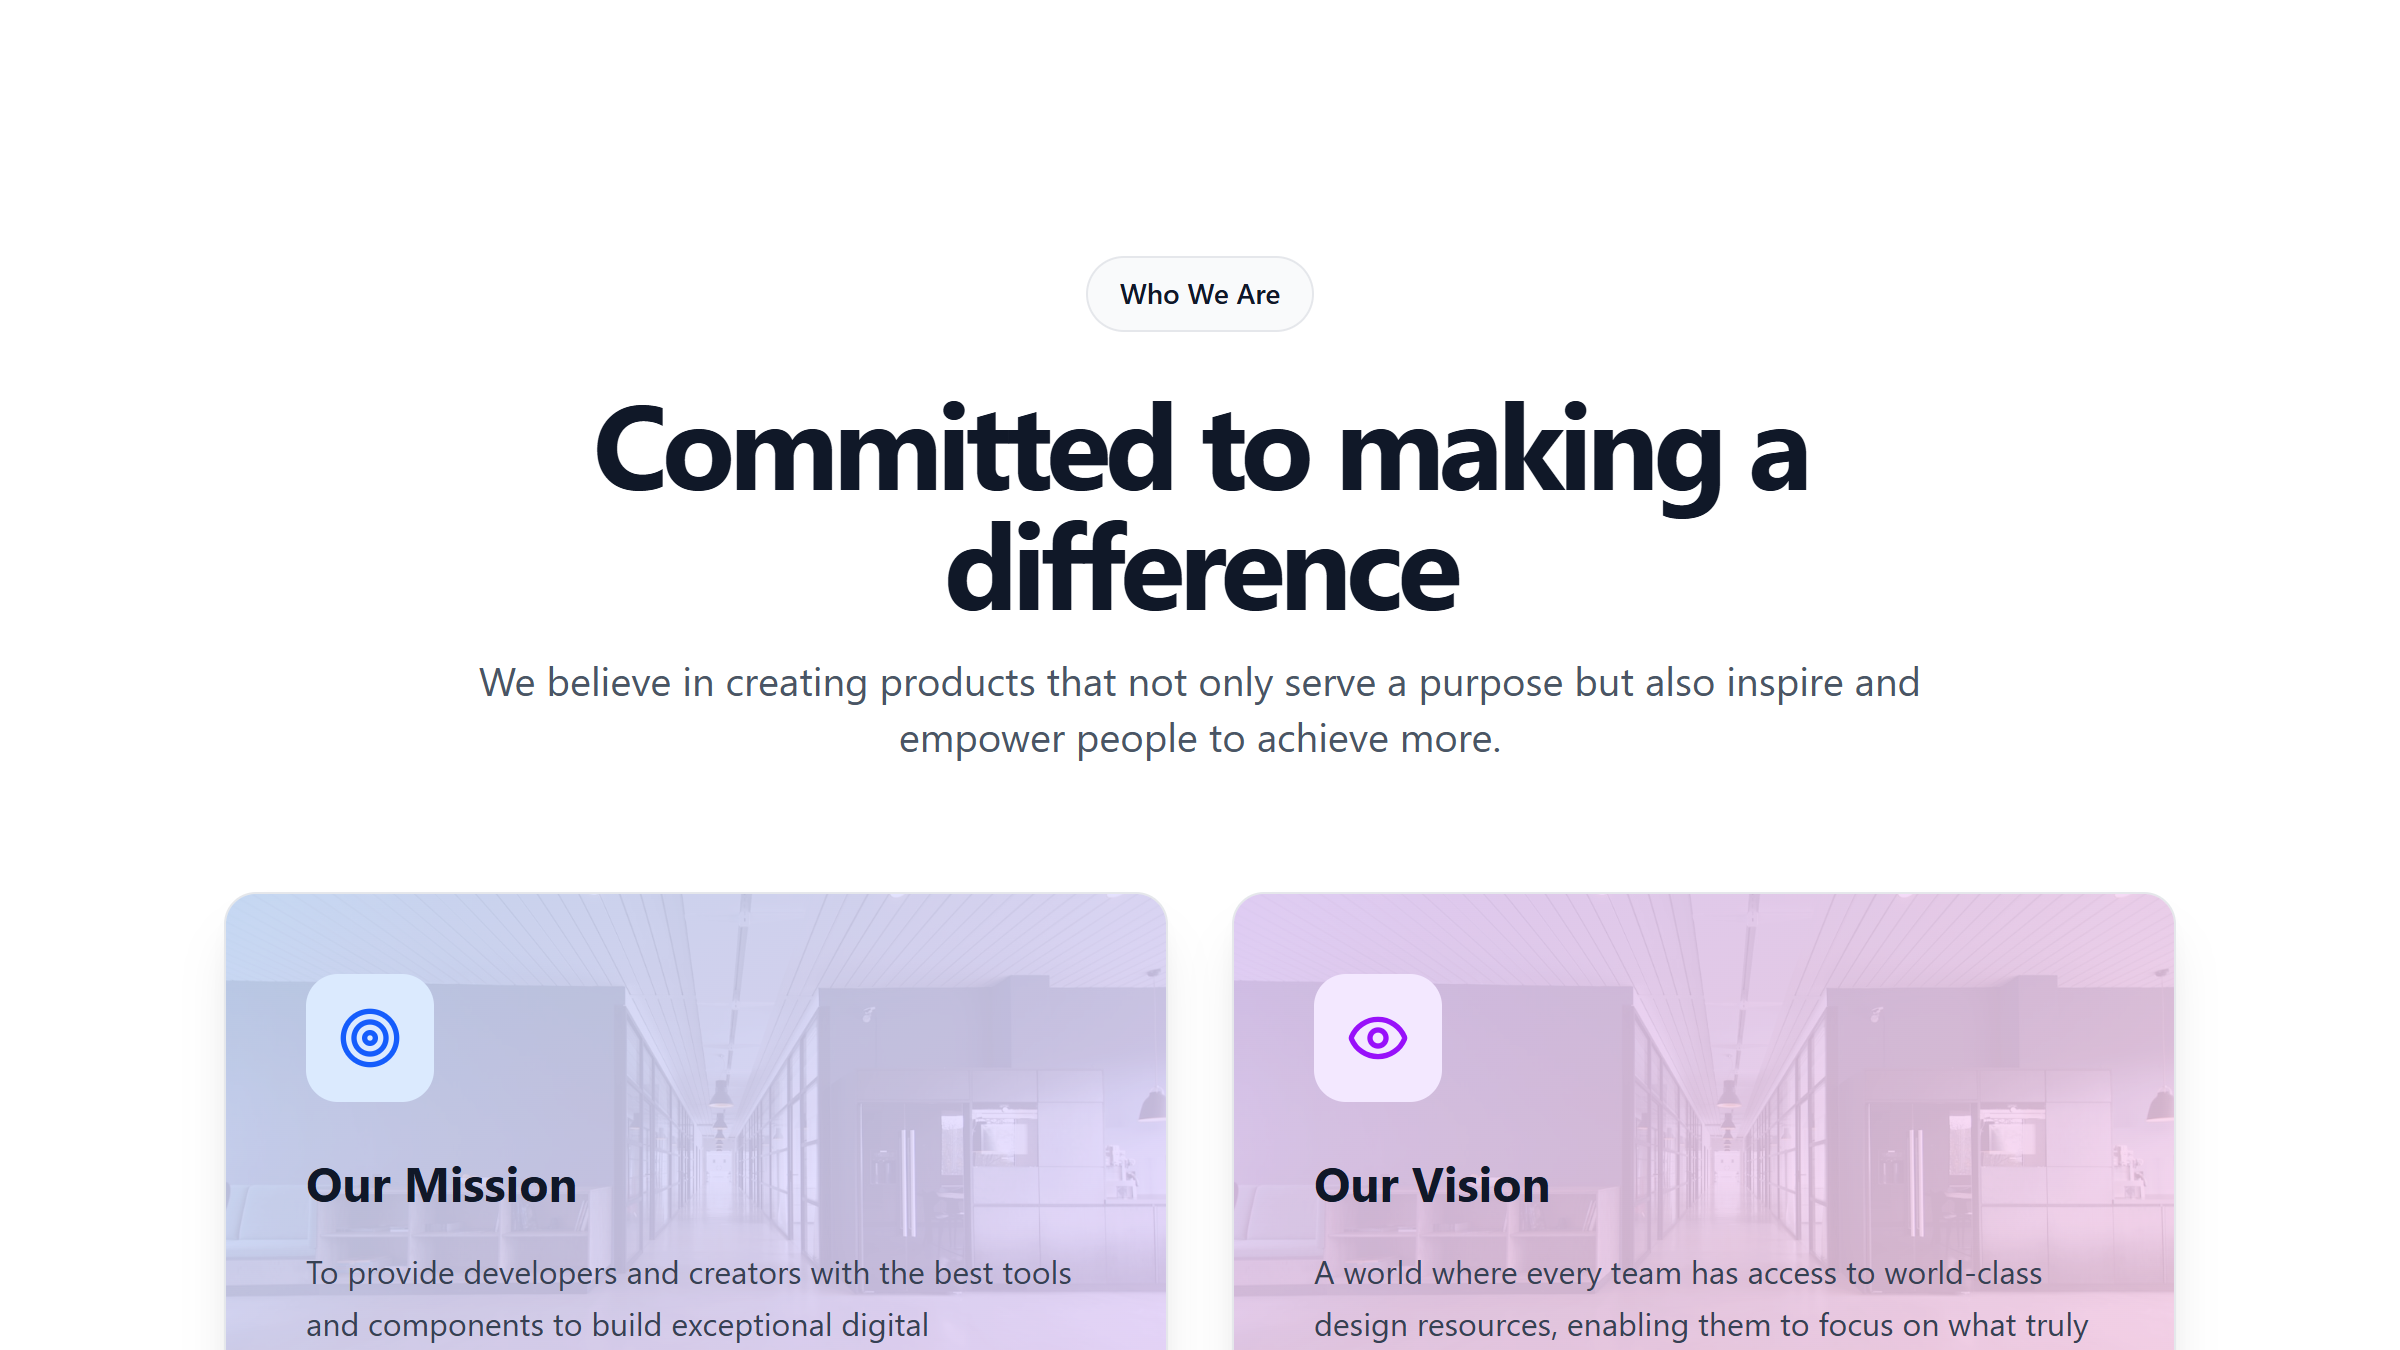 Who We Are
Committed to making a
difference
We believe in creating products that not only serve a purpose but also inspire and
empower people to achieve more.
Our Mission
To provide developers and creators with the best tools
and components to build exceptional digital
Our Vision
A world where every team has access to world-class
design resources, enabling them to focus on what truly